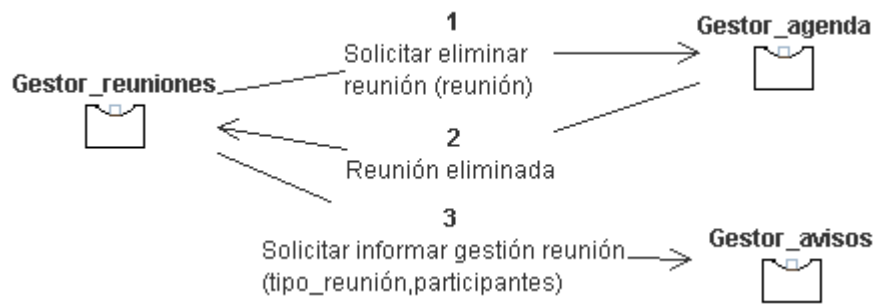 1
Gestor_agenda
Solicitar eliminar
reunión (reunión)
Gestor_reuniones
2
Reunión eliminada
3
Solicitar informar gestión reunión
(tipo_reunión,participantes)
Gestor_avisos